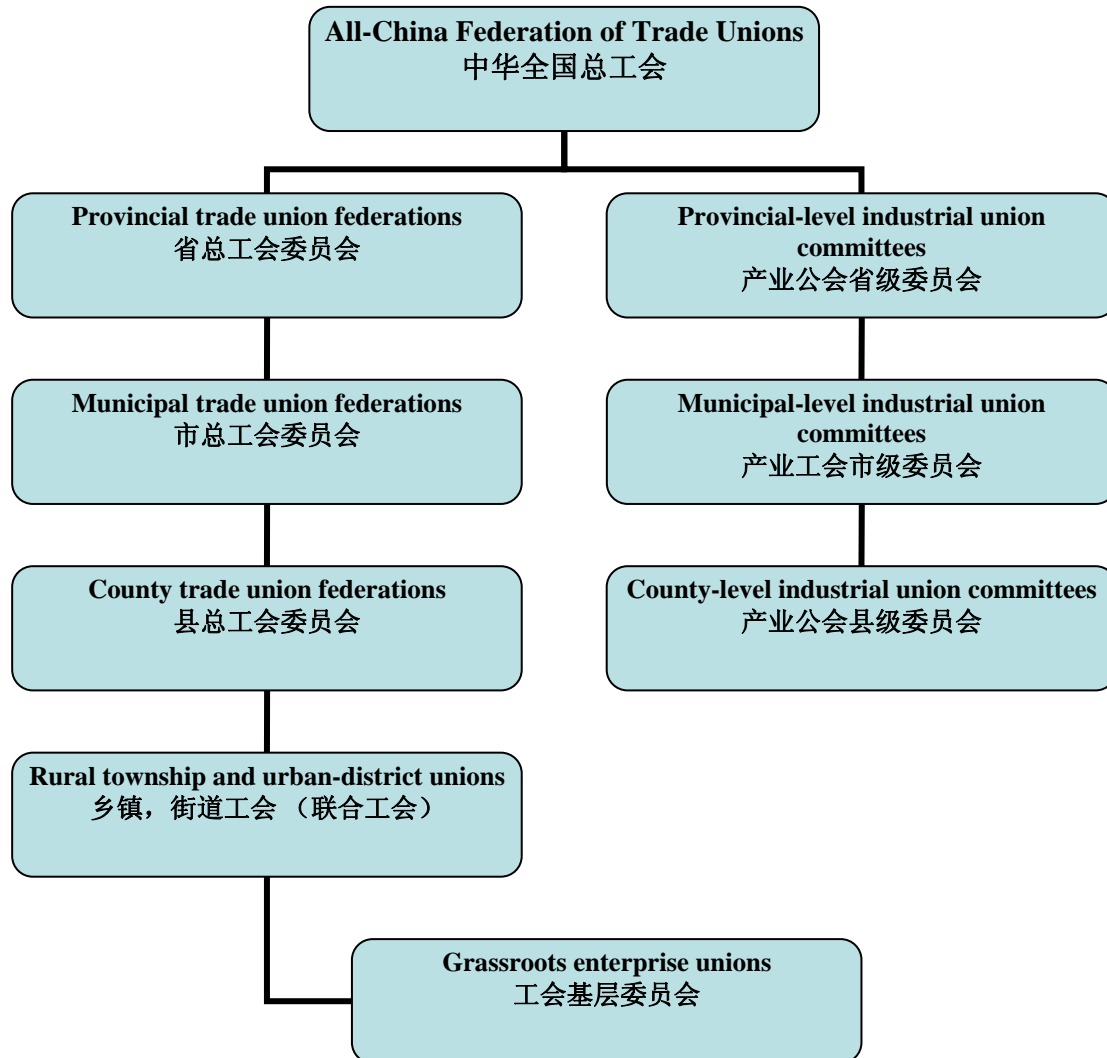 All-China Federation of Trade Unions
中华全国总工会
Provincial trade union federations
省总工会委员会
Provincial-level industrial union
committees
产业公会省级委员会
Municipal trade union federations
市总工会委员会
Municipal-level industrial union
committees
产业工会市级委员会
County trade union federations
县总工会委员会
County-level industrial union committees
产业公会县级委员会
Rural township and urban-district unions
乡镇，街道工会 （联合工会）
Grassroots enterprise unions
工会基层委员会